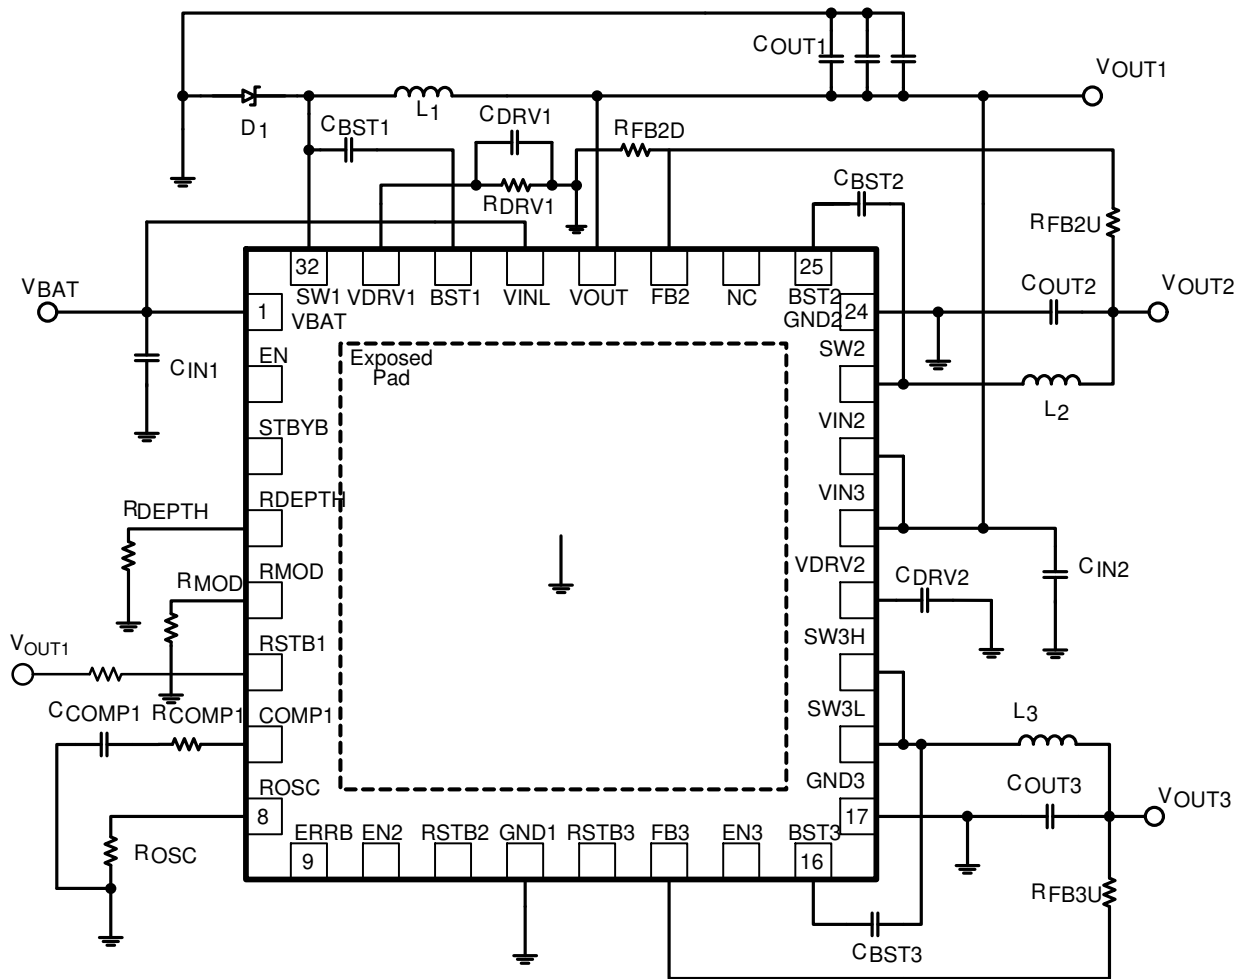 COUT1
VOUT1
D1
L1
CBST1
CDRV1
RFB2D
RDRV1
CBST2
RFB2U
VBAT
32
SW1
VDRV1
BST1
VINL
VOUT
FB2
NC
25
BST2
COUT2
VOUT2
1
VBAT
GND2
24
CIN1
EN
Exposed
Pad
SW2
L2
STBYB
VIN2
RDEPTH
RDEPTH
VIN3
RMOD
RMOD
VDRV2
CDRV2
CIN2
VOUT1
RSTB1
SW3H
CCOMP1
RCOMP1
COMP1
SW3L
L3
ROSC
8
GND3
17
COUT3
VOUT3
ROSC
ERRB
9
EN2
RSTB2
GND1
RSTB3
FB3
EN3
BST3
16
RFB3U
CBST3